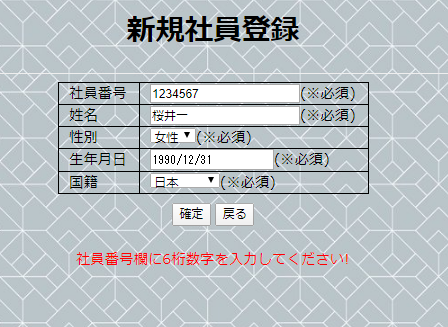 新規社員登録
社員番号 1234567 (※必須)
姓名 桜井一 (※必須)
性別 女性 (※必須)
生年月日 1990/12/31 (※必須)
国籍 日本 (※必須)
確定 戻る
社員番号欄に6桁数字を入力してください!